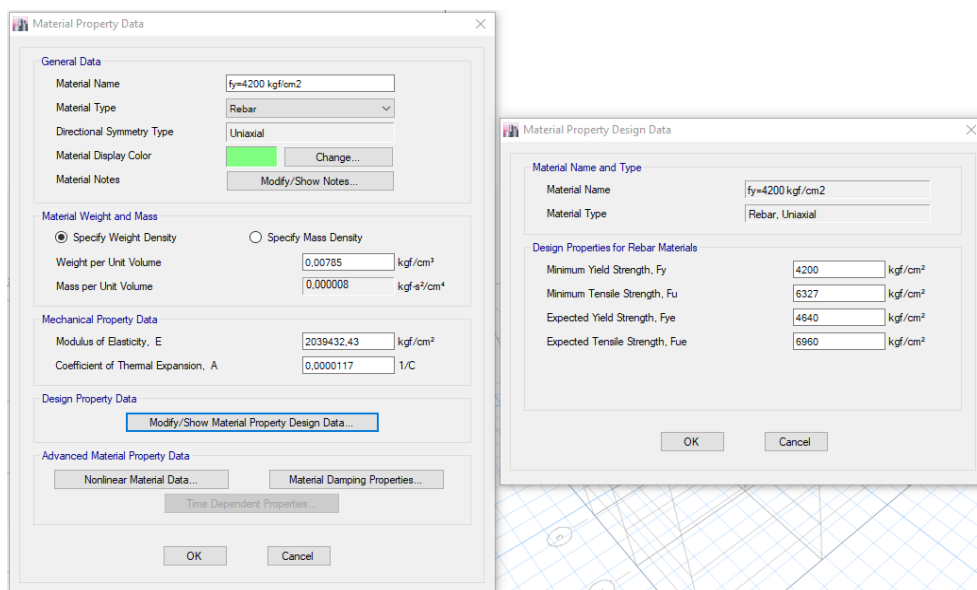 Material Property Data
General Data
Material Name fy=4200 kgf/cm2
Material Type Rebar
Directional Symmetry Type Uniaxial
Material Display Color Change...
Material Notes Modify/Show Notes...
Material Weight and Mass
Specify Weight Density Specify Mass Density
Weight per Unit Volume 0,00785 kgf/cm³
Mass per Unit Volume 0,000008 kgf-s²/cm⁴
Mechanical Property Data
Modulus of Elasticity, E 2039432,43 kgf/cm²
Coefficient of Thermal Expansion, A 0,0000117 1/C
Design Property Data
Modify/Show Material Property Design Data...
Advanced Material Property Data
Nonlinear Material Data... Material Damping Properties...
Time Dependent Properties...
OK Cancel
Material Property Design Data
Material Name and Type
Material Name fy=4200 kgf/cm2
Material Type Rebar, Uniaxial
Design Properties for Rebar Materials
Minimum Yield Strength, Fy 4200 kgf/cm²
Minimum Tensile Strength, Fu 6327 kgf/cm²
Expected Yield Strength, Fye 4640 kgf/cm²
Expected Tensile Strength, Fue 6960 kgf/cm²
OK Cancel